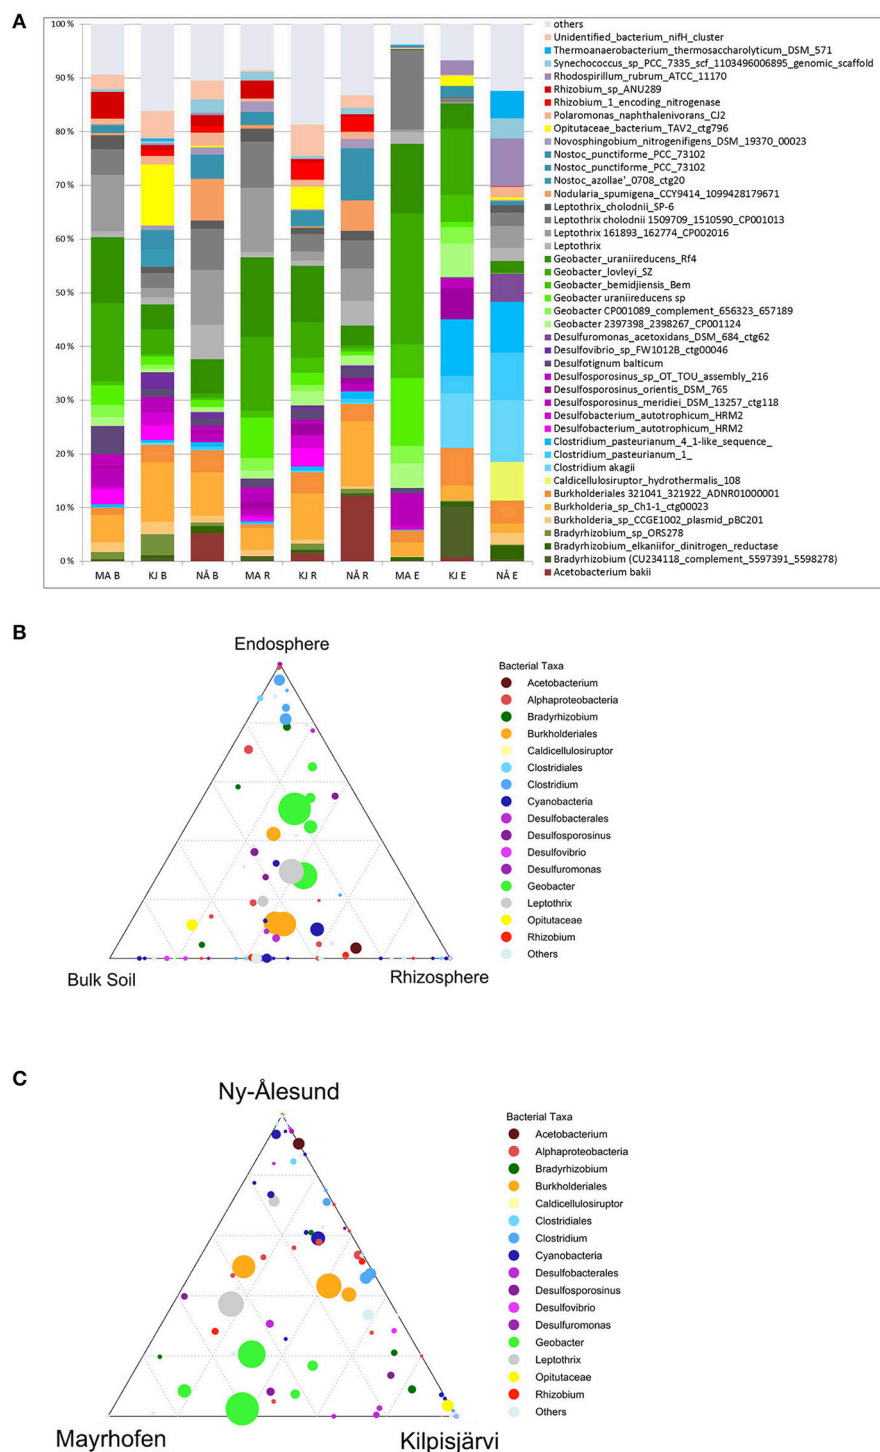 A
100 %
90 %
80 %
70 %
60 %
50 %
40 %
30 %
20 %
10 %
0 %
MA B
KJ B
NÅ B
MA R
KJ R
NÅ R
MA E
KJ E
NÅ E
others
Unidentified_bacterium_nifH_cluster
Thermoanaerobacterium_thermosaccharolyticum_DSM_571
Synechococcus_sp_PCC_7335_scf_1103496006895_genomic_scaffold
Rhodospirillum_rubrum_ATCC_11170
Rhizobium_sp_ANU289
Rhizobium_1_encoding_nitrogenase
Polaromonas_naphthalenivorans_CJ2
Opitutaceae_bacterium_TAV2_ctg796
Novosphingobium_nitrogenifigens_DSM_19370_00023
Nostoc_punctiforme_PCC_73102
Nostoc_punctiforme_PCC_73102
Nostoc_azollae'_0708_ctg20
Nodularia_spumigena_CCY9414_1099428179671
Leptothrix_cholodnii_SP-6
Leptothrix cholodnii 1509709_1510590_CP001013
Leptothrix 161893_162774_CP002016
Leptothrix
Geobacter_uraniireducens_Rf4
Geobacter_lovleyi_SZ
Geobacter_bemidjiensis_Bem
Geobacter uraniireducens sp
Geobacter CP001089_complement_656323_657189
Geobacter 2397398_2398267_CP001124
Desulfuromonas_acetoxidans_DSM_684_ctg62
Desulfovibrio_sp_FW1012B_ctg00046
Desulfotignum balticum
Desulfosporosinus_sp_OT_TOU_assembly_216
Desulfosporosinus_orientis_DSM_765
Desulfosporosinus_meridiei_DSM_13257_ctg118
Desulfobacterium_autotrophicum_HRM2
Desulfobacterium_autotrophicum_HRM2
Clostridium_pasteurianum_4_1-like_sequence_
Clostridium_pasteurianum_1_
Clostridium akagii
Caldicellulosiruptor_hydrothermalis_108
Burkholderiales 321041_321922_ADNR01000001
Burkholderia_sp_Ch1-1_ctg00023
Burkholderia_sp_CCGE1002_plasmid_pBC201
Bradyrhizobium_sp_ORS278
Bradyrhizobium_elkaniifor_dinitrogen_reductase
Bradyrhizobium (CU234118_complement_5597391_5598278)
Acetobacterium bakii
B
Endosphere
Bulk Soil
Rhizosphere
Bacterial Taxa
Acetobacterium
Alphaproteobacteria
Bradyrhizobium
Burkholderiales
Caldicellulosiruptor
Clostridiales
Clostridium
Cyanobacteria
Desulfobacterales
Desulfosporosinus
Desulfovibrio
Desulfuromonas
Geobacter
Leptothrix
Opitutaceae
Rhizobium
Others
C
Ny-Ålesund
Mayrhofen
Kilpisjärvi
Bacterial Taxa
Acetobacterium
Alphaproteobacteria
Bradyrhizobium
Burkholderiales
Caldicellulosiruptor
Clostridiales
Clostridium
Cyanobacteria
Desulfobacterales
Desulfosporosinus
Desulfovibrio
Desulfuromonas
Geobacter
Leptothrix
Opitutaceae
Rhizobium
Others